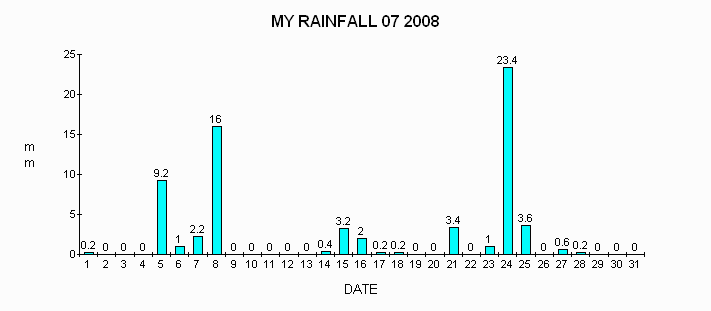 MY RAINFALL 07 2008
25
20
15
10
5
0
m
m
0.2 0 0 0 9.2 1 2.2 16 0 0 0 0 0 0.4 3.2 2 0.2 0.2 0 0 3.4 0 1 23.4 3.6 0 0.6 0.2 0 0 0
1 2 3 4 5 6 7 8 9 10 11 12 13 14 15 16 17 18 19 20 21 22 23 24 25 26 27 28 29 30 31
DATE